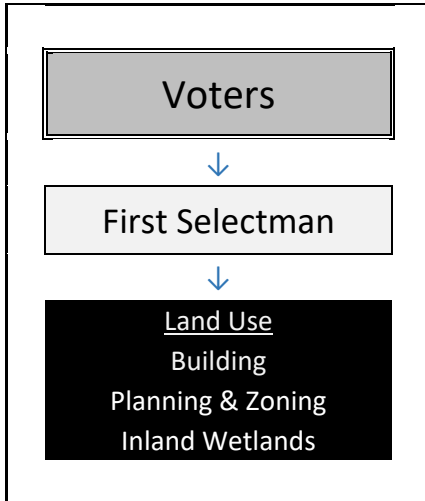 Voters
↓
First Selectman
↓
Land Use
Building
Planning & Zoning
Inland Wetlands